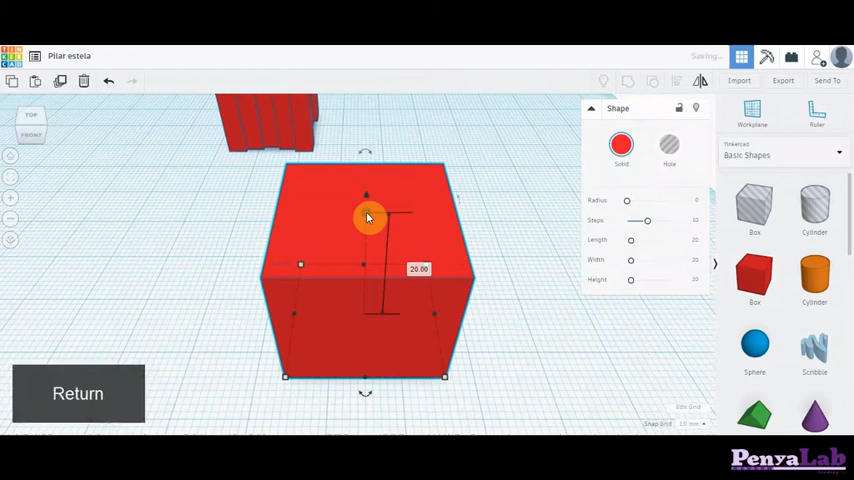 TIN
KER
CAD
Pilar estela
Saving...
Import
Export
Send To
TOP
FRONT
Shape
Solid
Hole
Radius
0
Steps
10
Length
20
Width
20
Height
20
Workplane
Ruler
Tinkercad
Basic Shapes
Box
Cylinder
Box
Cylinder
Sphere
Scribble
20.00
Return
Edit Grid
Snap Grid
1.0 mm
PenyaLab